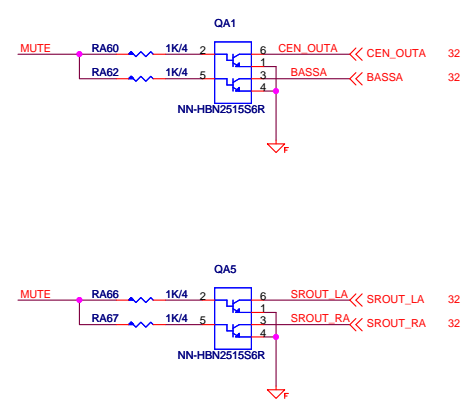 QA1
MUTE RA60 1K/4 2 6 CEN_OUTA CEN_OUTA 32
1
RA62 1K/4 5 3 BASSA BASSA 32
4
NN-HBN2515S6R
F
QA5
MUTE RA66 1K/4 2 6 SROUT_LA SROUT_LA 32
1
RA67 1K/4 5 3 SROUT_RA SROUT_RA 32
4
NN-HBN2515S6R
F